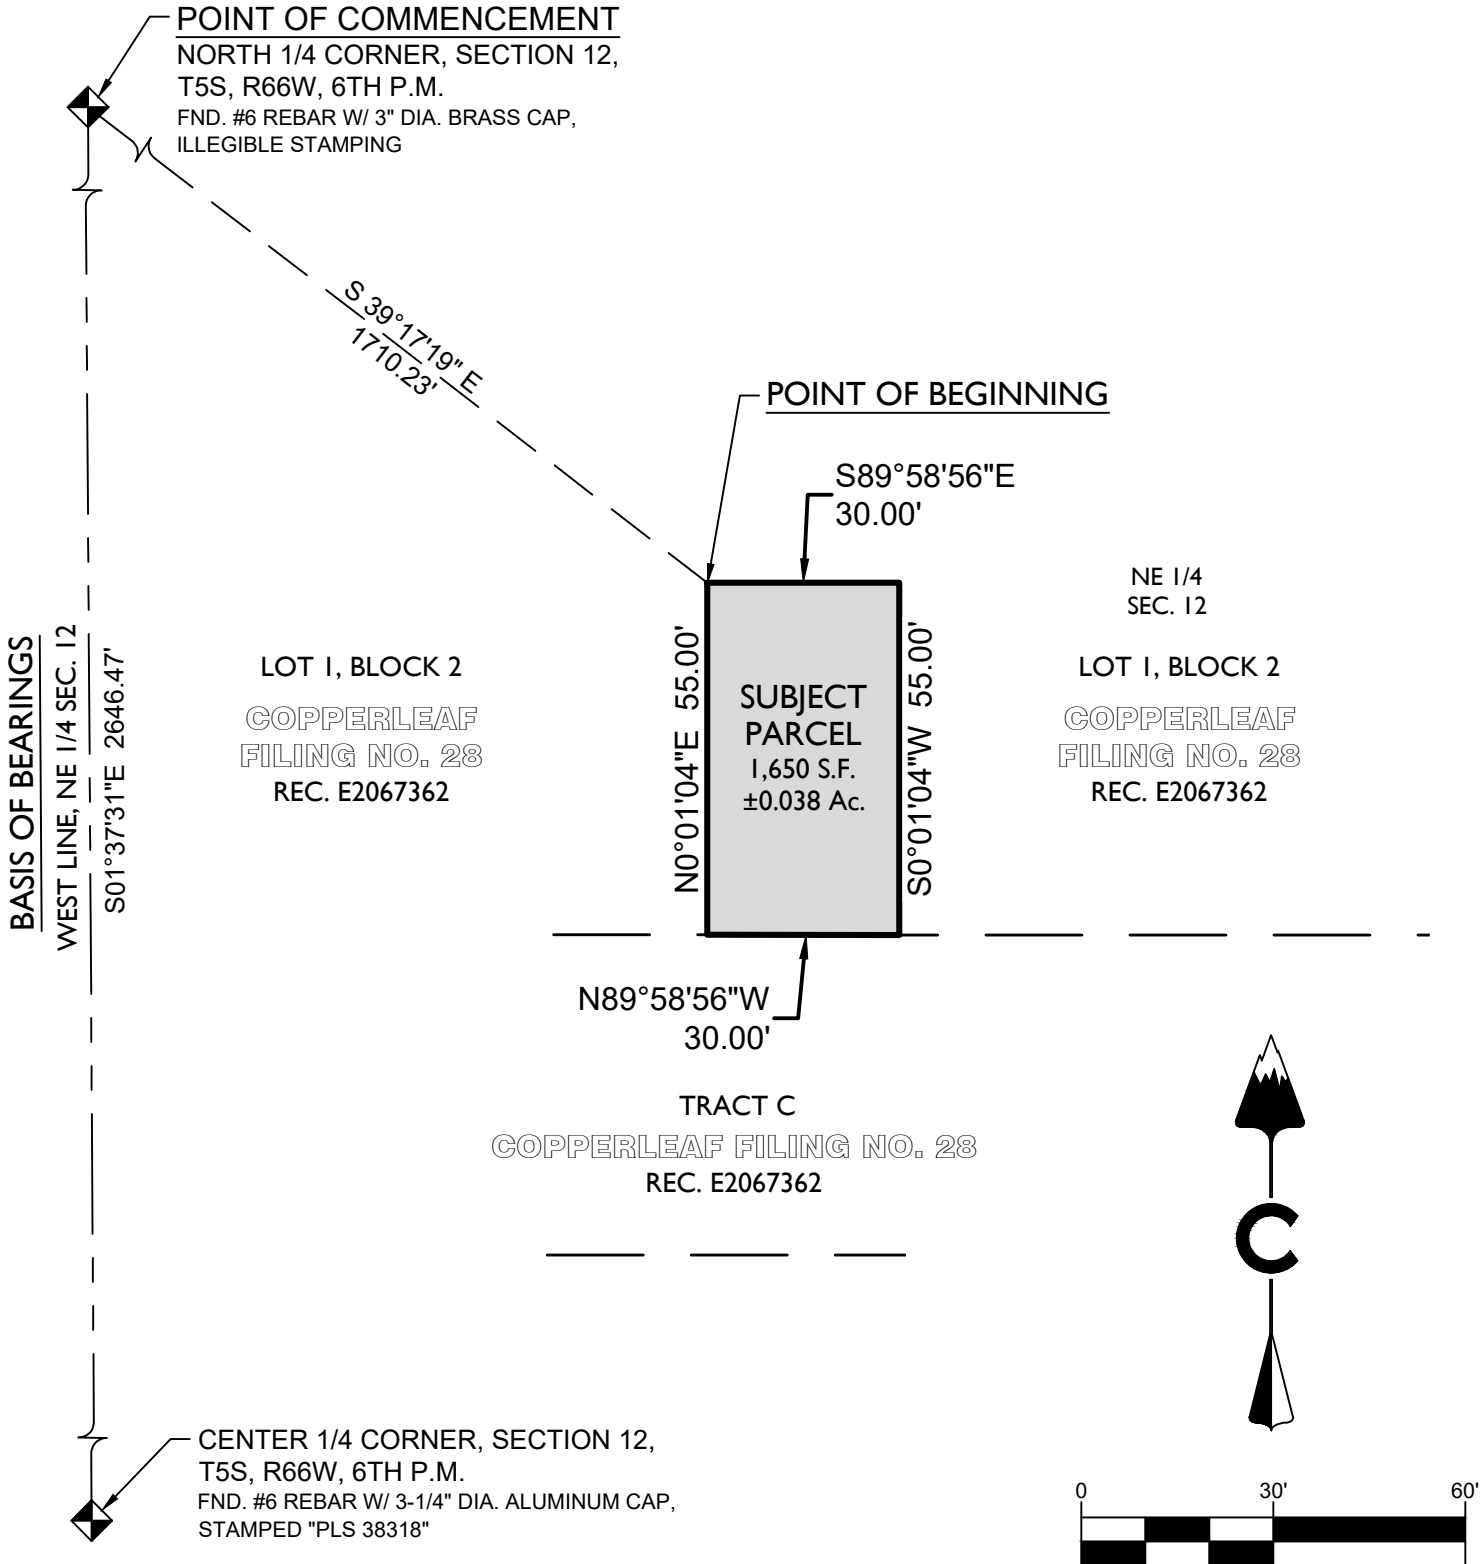 POINT OF COMMENCEMENT
NORTH 1/4 CORNER, SECTION 12,
T5S, R66W, 6TH P.M.
FND. #6 REBAR W/ 3" DIA. BRASS CAP,
ILLEGIBLE STAMPING
S 39°17'19" E
1710.23'
POINT OF BEGINNING
S89°58'56"E
30.00'
NE 1/4
SEC. 12
BASIS OF BEARINGS
WEST LINE, NE 1/4 SEC. 12
S01°37'31"E 2646.47'
LOT 1, BLOCK 2
COPPERLEAF
FILING NO. 28
REC. E2067362
N0°01'04"E 55.00'
SUBJECT
PARCEL
1,650 S.F.
±0.038 Ac.
S0°01'04"W 55.00'
LOT 1, BLOCK 2
COPPERLEAF
FILING NO. 28
REC. E2067362
N89°58'56"W
30.00'
TRACT C
COPPERLEAF FILING NO. 28
REC. E2067362
C
CENTER 1/4 CORNER, SECTION 12,
T5S, R66W, 6TH P.M.
FND. #6 REBAR W/ 3-1/4" DIA. ALUMINUM CAP,
STAMPED "PLS 38318"
0 30' 60'